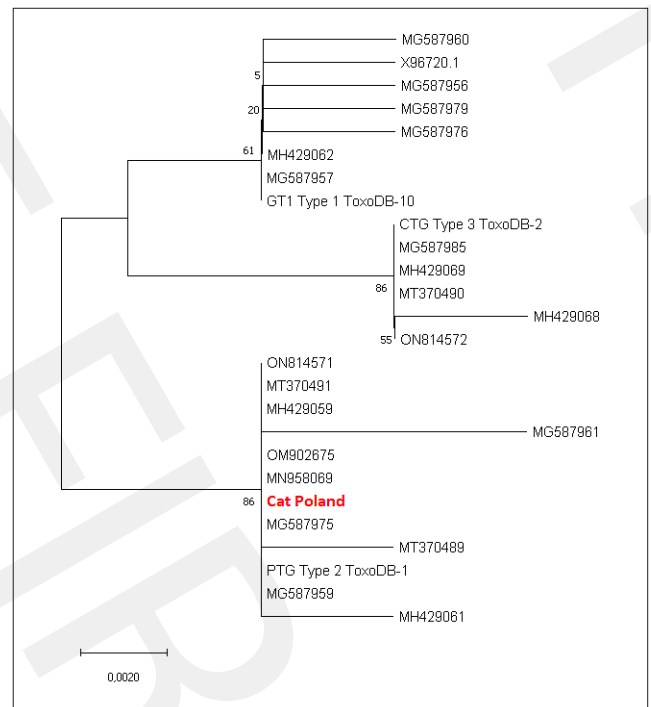 MG587960
X96720.1
5
MG587956
20
MG587979
MG587976
61
MH429062
MG587957
GT1 Type 1 ToxoDB-10
CTG Type 3 ToxoDB-2
MG587985
MH429069
86
MT370490
MH429068
55
ON814572
ON814571
MT370491
MH429059
MG587961
OM902675
MN958069
86
Cat Poland
MG587975
MT370489
PTG Type 2 ToxoDB-1
MG587959
MH429061
0,0020